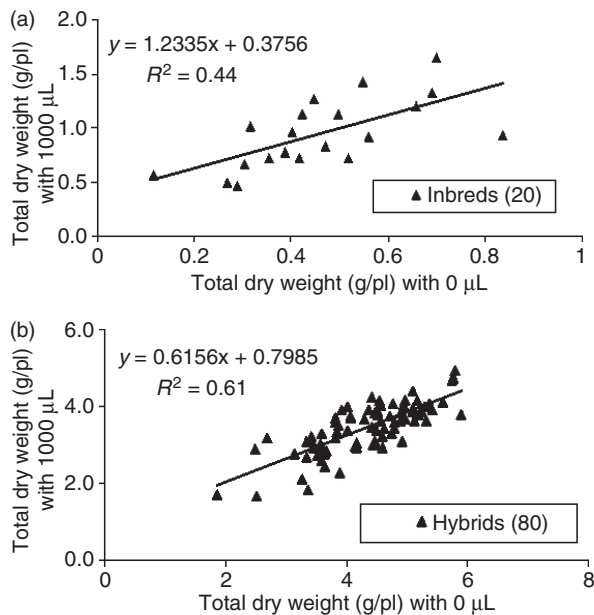 (a)
y = 1.2335x + 0.3756
R² = 0.44
Total dry weight (g/pl)
with 1000 µL
2.0
1.5
1.0
0.5
0.0
Inbreds (20)
0
0.2
0.4
0.6
0.8
1
Total dry weight (g/pl) with 0 µL
(b)
y = 0.6156x + 0.7985
R² = 0.61
Total dry weight (g/pl)
with 1000 µL
6.0
4.0
2.0
0.0
Hybrids (80)
0
2
4
6
8
Total dry weight (g/pl) with 0 µL